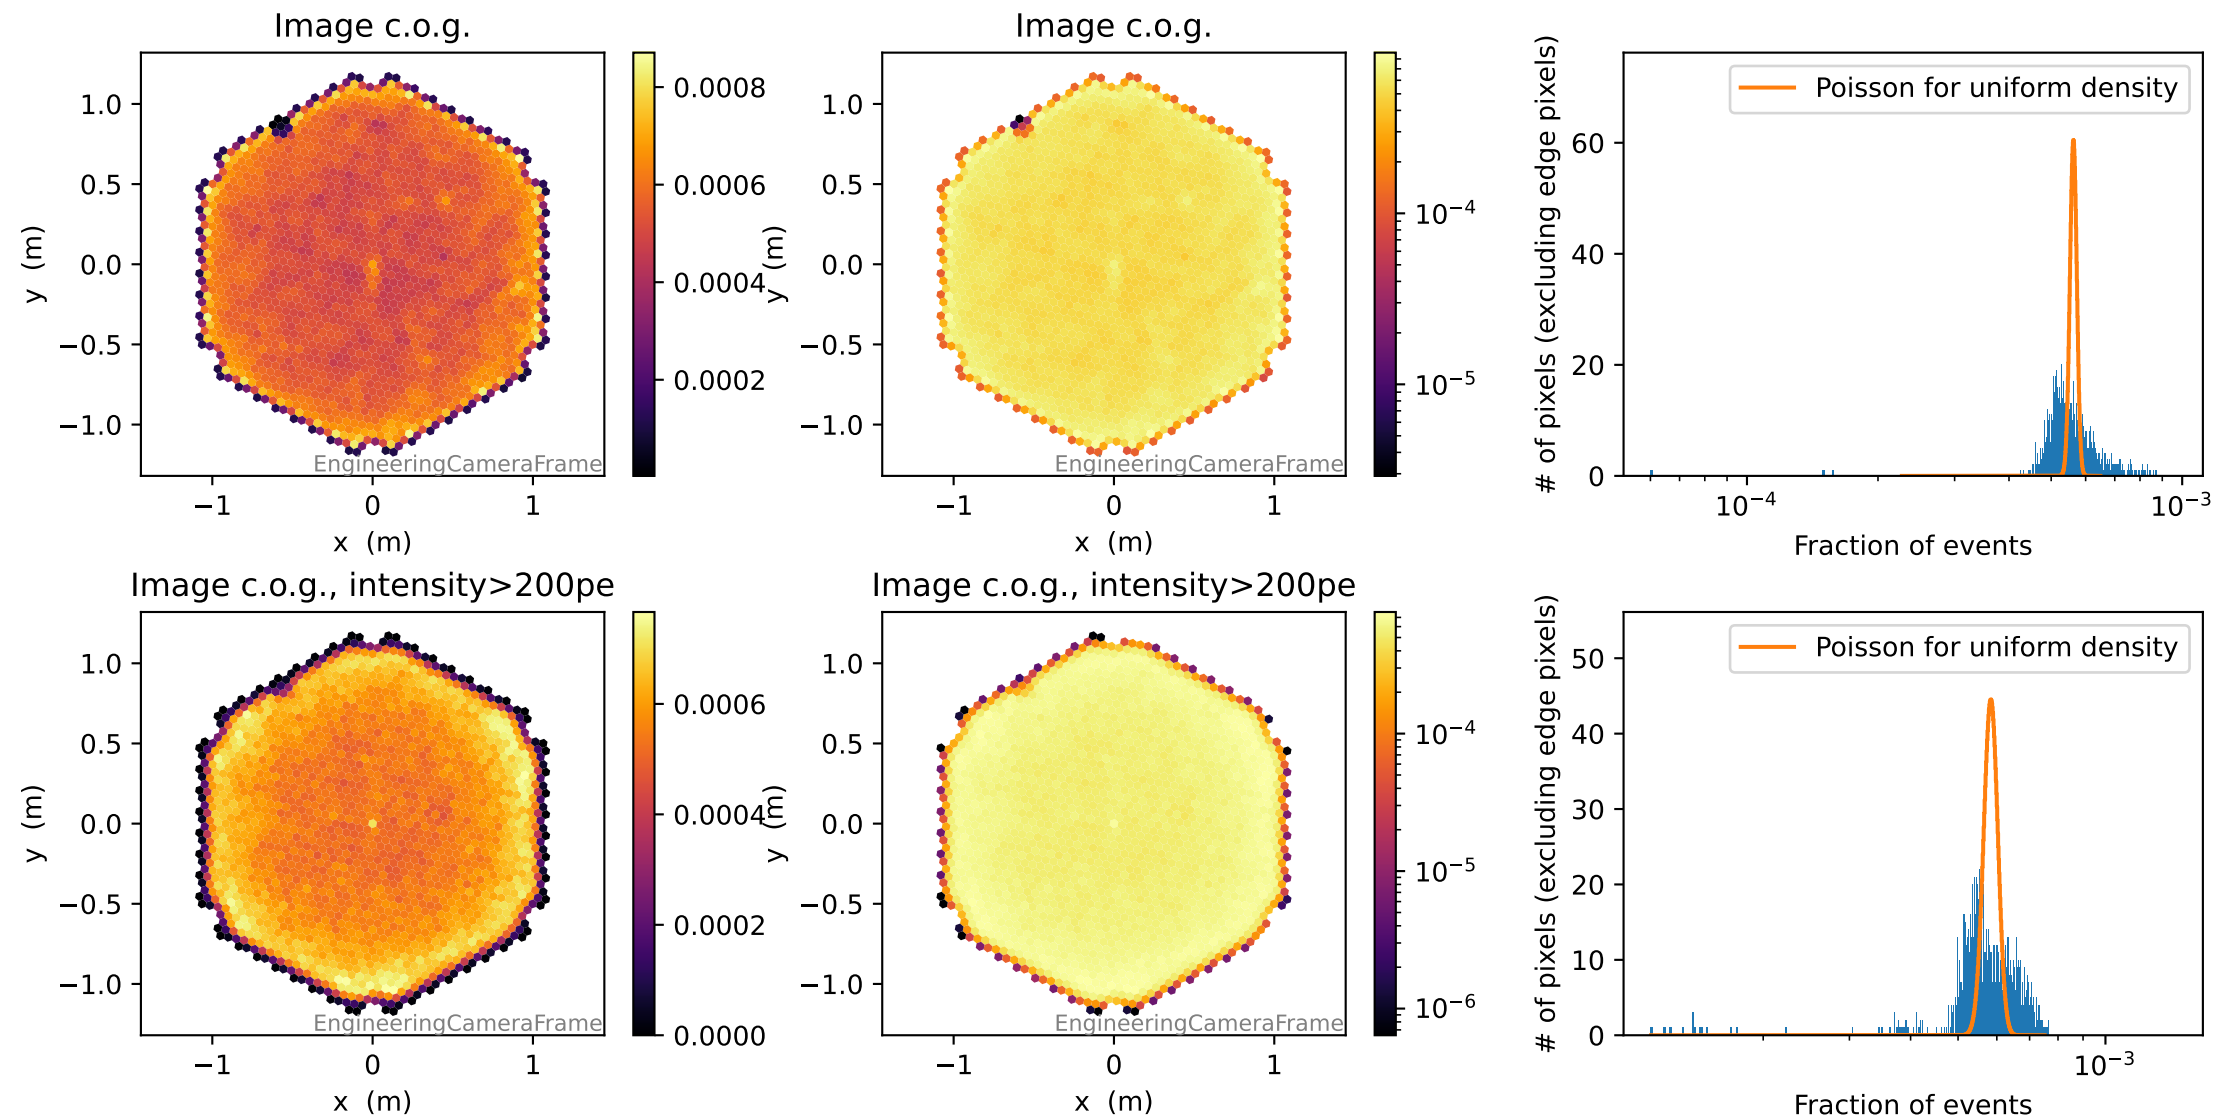 Image c.o.g.
1.0
0.5
0.0
−0.5
−1.0
y (m)
−1
0
1
x (m)
EngineeringCameraFrame
0.0008
0.0006
0.0004
0.0002
Image c.o.g.
1.0
0.5
0.0
−0.5
−1.0
y (m)
−1
0
1
x (m)
EngineeringCameraFrame
10⁻⁴
10⁻⁵
Poisson for uniform density
# of pixels (excluding edge pixels)
60
40
20
0
10⁻⁴
10⁻³
Fraction of events
Image c.o.g., intensity>200pe
1.0
0.5
0.0
−0.5
−1.0
y (m)
−1
0
1
x (m)
EngineeringCameraFrame
0.0006
0.0004
0.0002
0.0000
Image c.o.g., intensity>200pe
1.0
0.5
0.0
−0.5
−1.0
y (m)
−1
0
1
x (m)
EngineeringCameraFrame
10⁻⁴
10⁻⁵
10⁻⁶
Poisson for uniform density
# of pixels (excluding edge pixels)
50
40
30
20
10
0
10⁻³
Fraction of events